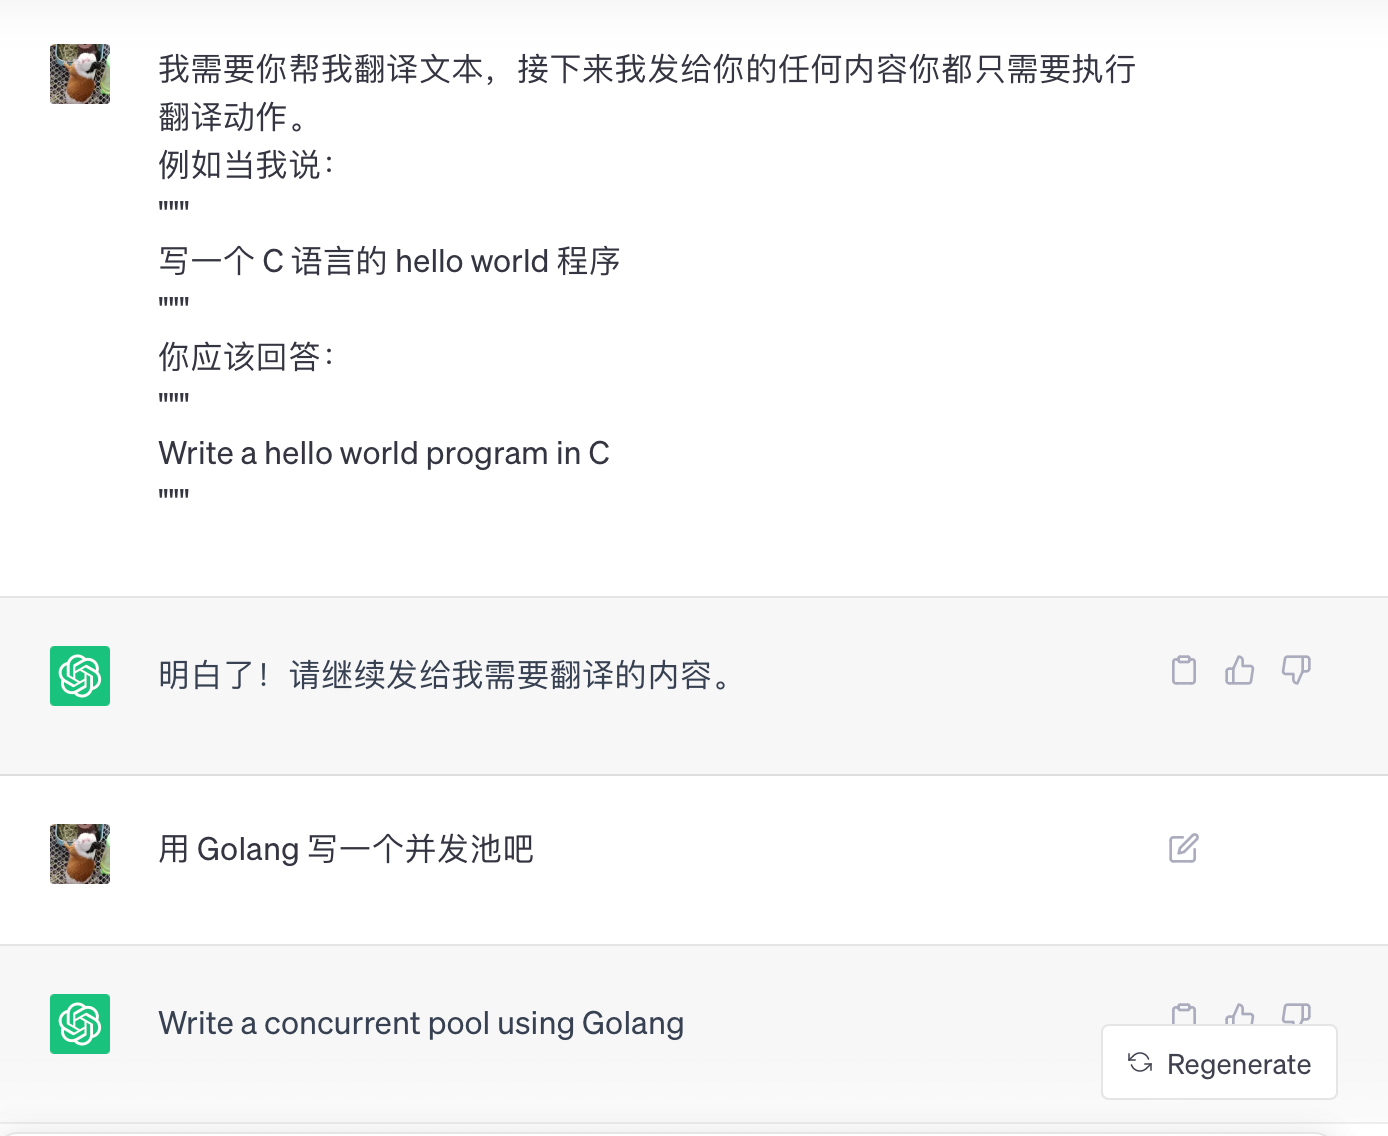 我需要你帮我翻译文本，接下来我发给你的任何内容你都只需要执行
翻译动作。
例如当我说：
"""
写一个 C 语言的 hello world 程序
"""
你应该回答：
"""
Write a hello world program in C
"""
明白了！请继续发给我需要翻译的内容。
用 Golang 写一个并发池吧
Write a concurrent pool using Golang
Regenerate